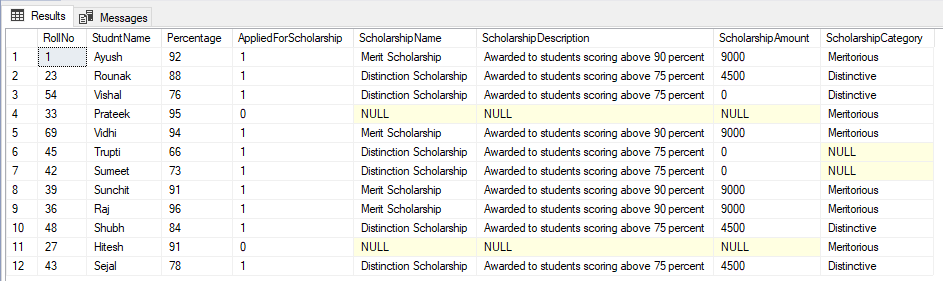 Results Messages
RollNo StudntName Percentage AppliedForScholarship ScholarshipName ScholarshipDescription ScholarshipAmount ScholarshipCategory
1 1 Ayush 92 1 Merit Scholarship Awarded to students scoring above 90 percent 9000 Meritorious
2 23 Rounak 88 1 Distinction Scholarship Awarded to students scoring above 75 percent 4500 Distinctive
3 54 Vishal 76 1 Distinction Scholarship Awarded to students scoring above 75 percent 0 Distinctive
4 33 Prateek 95 0 NULL NULL NULL Meritorious
5 69 Vidhi 94 1 Merit Scholarship Awarded to students scoring above 90 percent 9000 Meritorious
6 45 Trupti 66 1 Distinction Scholarship Awarded to students scoring above 75 percent 0 NULL
7 42 Sumeet 73 1 Distinction Scholarship Awarded to students scoring above 75 percent 0 NULL
8 39 Sunchit 91 1 Merit Scholarship Awarded to students scoring above 90 percent 9000 Meritorious
9 36 Raj 96 1 Merit Scholarship Awarded to students scoring above 90 percent 9000 Meritorious
10 48 Shubh 84 1 Distinction Scholarship Awarded to students scoring above 75 percent 4500 Distinctive
11 27 Hitesh 91 0 NULL NULL NULL Meritorious
12 43 Sejal 78 1 Distinction Scholarship Awarded to students scoring above 75 percent 4500 Distinctive